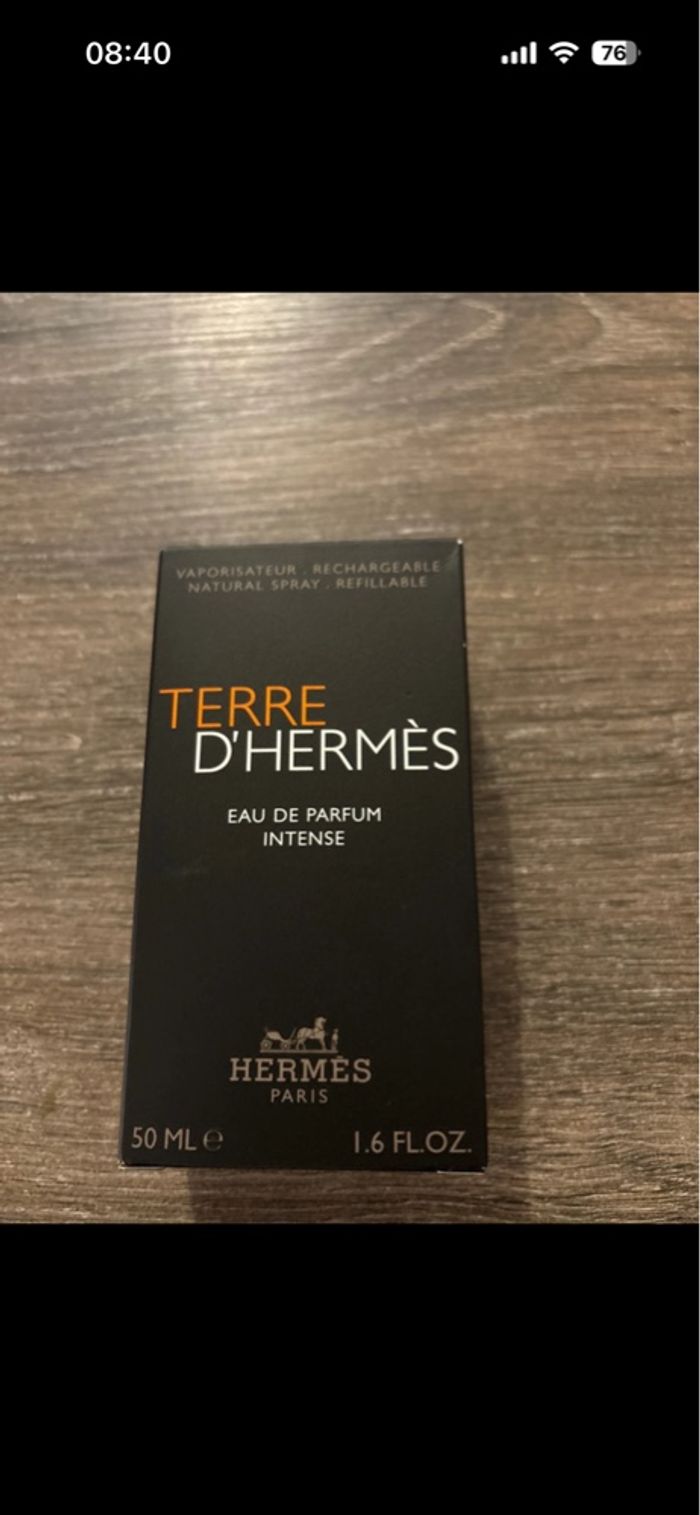 08:40
76
VAPORISATEUR . RECHARGEABLE
NATURAL SPRAY . REFILLABLE
TERRE
D'HERMÈS
EAU DE PARFUM
INTENSE
HERMÈS
PARIS
50 ML ℮
1.6 FL.OZ.